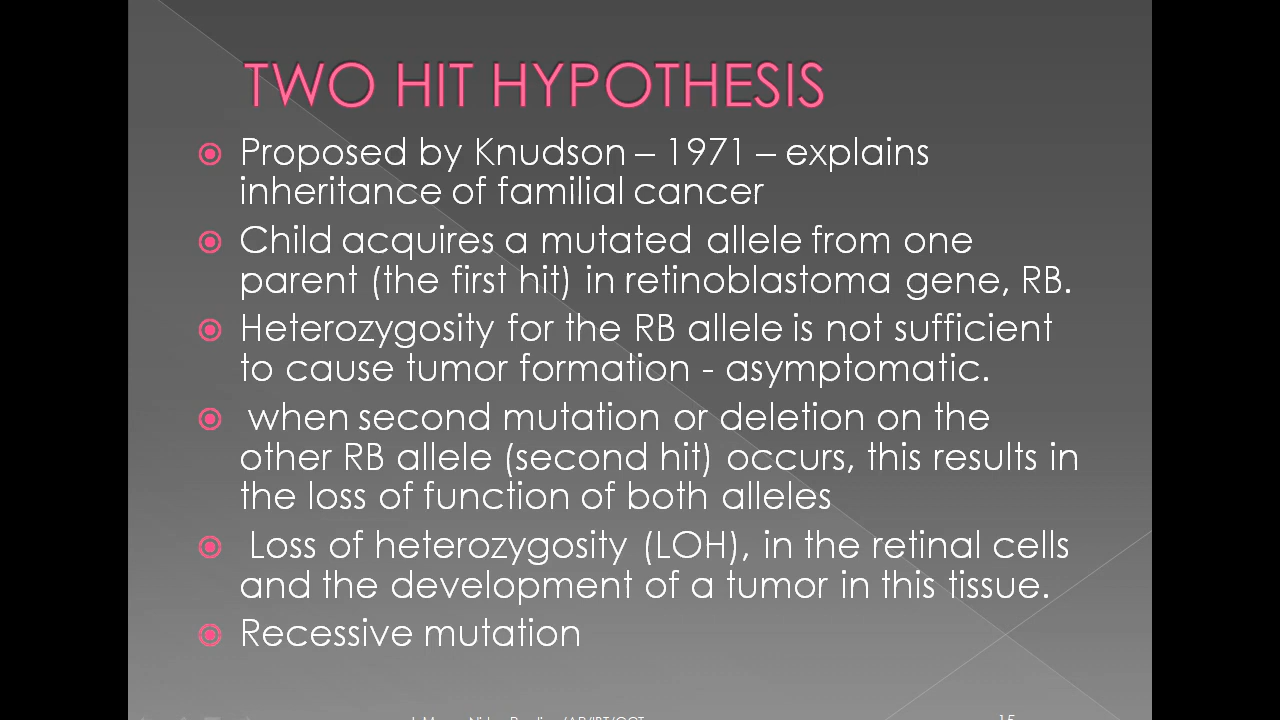 TWO HIT HYPOTHESIS
Proposed by Knudson – 1971 – explains
inheritance of familial cancer
Child acquires a mutated allele from one
parent (the first hit) in retinoblastoma gene, RB.
Heterozygosity for the RB allele is not sufficient
to cause tumor formation - asymptomatic.
when second mutation or deletion on the
other RB allele (second hit) occurs, this results in
the loss of function of both alleles
Loss of heterozygosity (LOH), in the retinal cells
and the development of a tumor in this tissue.
Recessive mutation
15